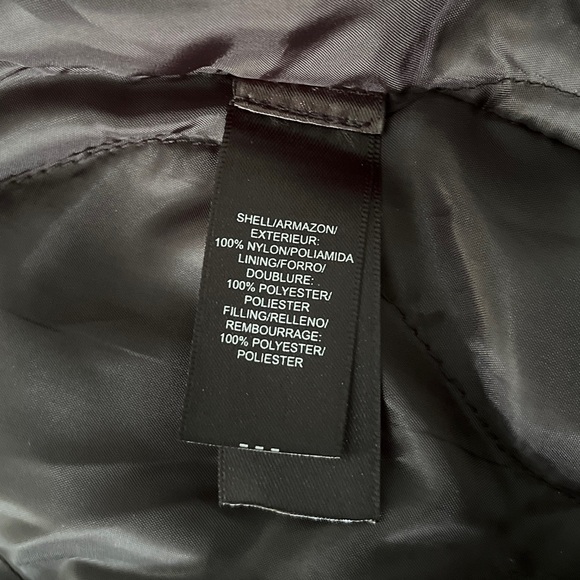 SHELL/ARMAZON/
EXTERIEUR:
100% NYLON/POLIAMIDA
LINING/FORRO/
DOUBLURE:
100% POLYESTER/
POLIESTER
FILLING/RELLENO/
REMBOURRAGE:
100% POLYESTER/
POLIESTER